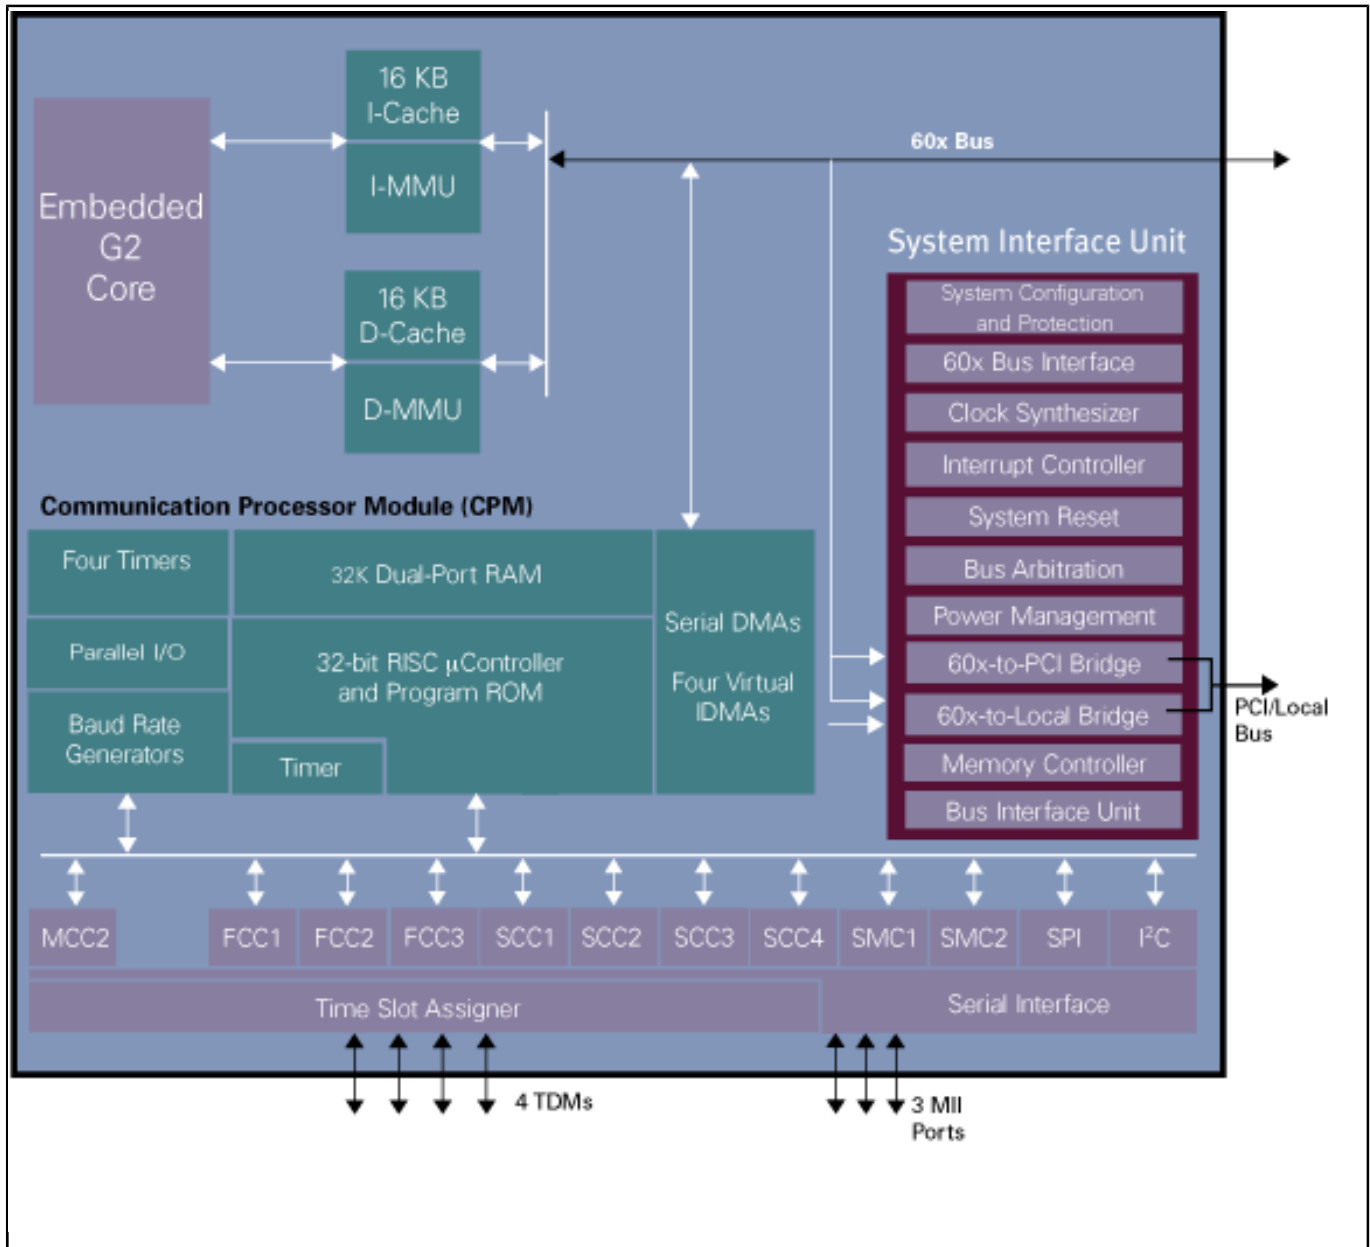 16 KB
I-Cache
I-MMU
60x Bus
Embedded
G2
Core
16 KB
D-Cache
D-MMU
System Interface Unit
System Configuration
and Protection
60x Bus Interface
Clock Synthesizer
Interrupt Controller
System Reset
Bus Arbitration
Power Management
60x-to-PCI Bridge
60x-to-Local Bridge
Memory Controller
Bus Interface Unit
PCI/Local
Bus
Communication Processor Module (CPM)
Four Timers
32K Dual-Port RAM
Parallel I/O
32-bit RISC μController
and Program ROM
Baud Rate
Generators
Timer
Serial DMAs
Four Virtual
IDMAs
MCC2
FCC1
FCC2
FCC3
SCC1
SCC2
SCC3
SCC4
SMC1
SMC2
SPI
I²C
Time Slot Assigner
Serial Interface
4 TDMs
3 MII
Ports